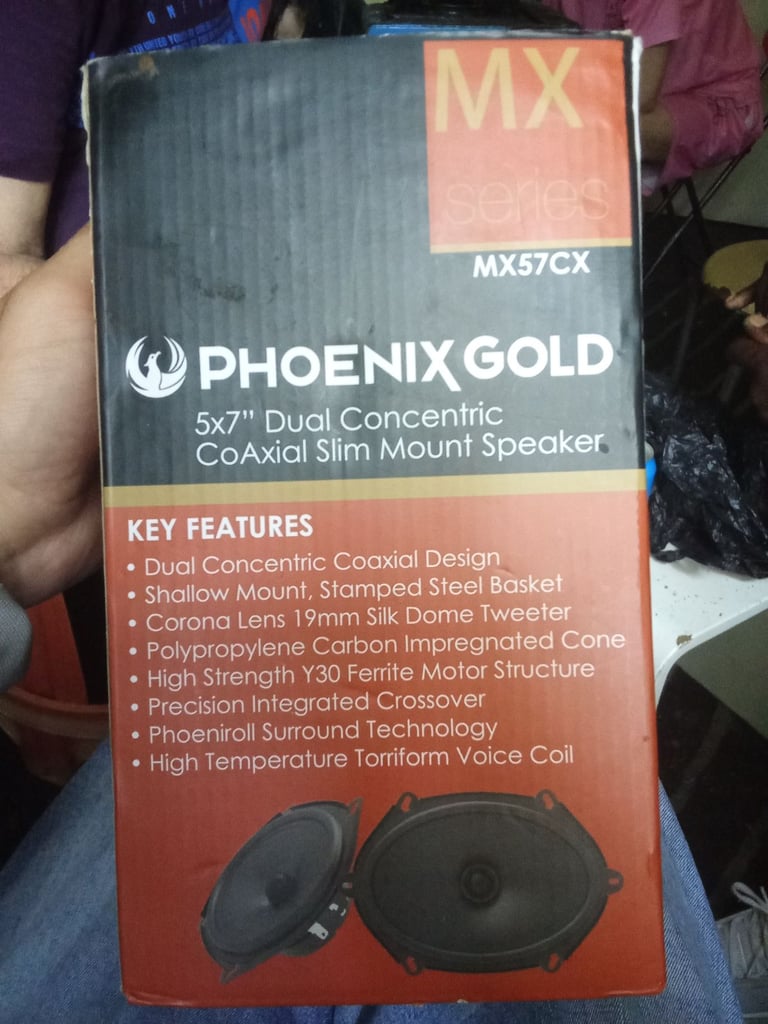 MX
series
MX57CX
PHOENIX GOLD
5x7” Dual Concentric
CoAxial Slim Mount Speaker
KEY FEATURES
• Dual Concentric Coaxial Design
• Shallow Mount, Stamped Steel Basket
• Corona Lens 19mm Silk Dome Tweeter
• Polypropylene Carbon Impregnated Cone
• High Strength Y30 Ferrite Motor Structure
• Precision Integrated Crossover
• Phoeniroll Surround Technology
• High Temperature Torriform Voice Coil